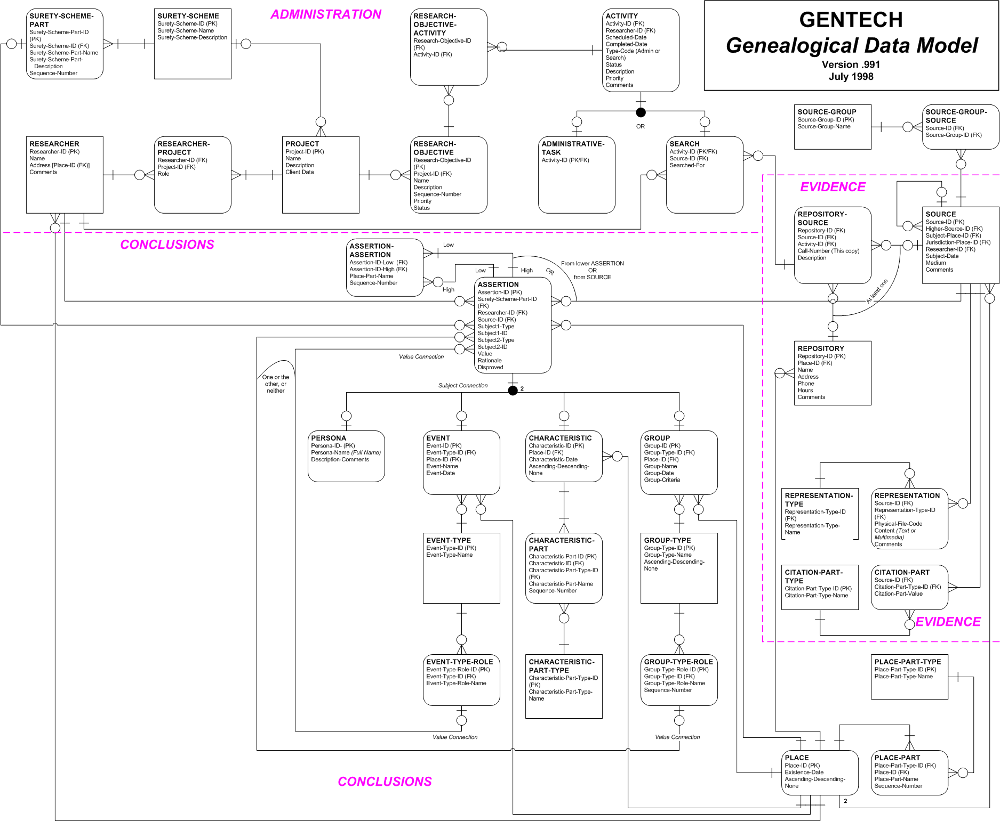 SURETY-SCHEME-
PART
Surety-Scheme-Part-ID
(PK)
Surety-Scheme-ID (FK)
Surety-Scheme-Part-Name
Surety-Scheme-Part-
Description
Sequence-Number
SURETY-SCHEME
Surety-Scheme-ID (PK)
Surety-Scheme-Name
Surety-Scheme-Description
ADMINISTRATION
RESEARCH-
OBJECTIVE-
ACTIVITY
Research-Objective-ID
(FK)
Activity-ID (FK)
ACTIVITY
Activity-ID (PK)
Researcher-ID (FK)
Scheduled-Date
Completed-Date
Type-Code (Admin or
Search)
Status
Description
Priority
Comments
GENTECH
Genealogical Data Model
Version .991
July 1998
OR
SOURCE-GROUP
Source-Group-ID (PK)
Source-Group-Name
SOURCE-GROUP-
SOURCE
Source-ID (FK)
Source-Group-ID (FK)
RESEARCHER
Researcher-ID (PK)
Name
Address [Place-ID (FK)]
Comments
RESEARCHER-
PROJECT
Researcher-ID (FK)
Project-ID (FK)
Role
PROJECT
Project-ID (PK)
Name
Description
Client Data
RESEARCH-
OBJECTIVE
Research-Objective-ID
(PK)
Project-ID (FK)
Name
Description
Sequence-Number
Priority
Status
ADMINISTRATIVE-
TASK
Activity-ID (PK/FK)
SEARCH
Activity-ID (PK/FK)
Source-ID (FK)
Searched-For
EVIDENCE
REPOSITORY-
SOURCE
Repository-ID (FK)
Source-ID (FK)
Activity-ID (FK)
Call-Number (This copy)
Description
SOURCE
Source-ID (PK)
Higher-Source-ID (FK)
Subject-Place-ID (FK)
Jurisdiction-Place-ID (FK)
Researcher-ID (FK)
Subject-Date
Medium
Comments
CONCLUSIONS
ASSERTION-
ASSERTION
Assertion-ID-Low (FK)
Assertion-ID-High (FK)
Place-Part-Name
Sequence-Number
Low
High
Low
High
OR
From lower ASSERTION
OR
from SOURCE
At least one
ASSERTION
Assertion-ID (PK)
Surety-Scheme-Part-ID
(FK)
Researcher-ID (FK)
Source-ID (FK)
Subject1-Type
Subject1-ID
Subject2-Type
Subject2-ID
Value
Rationale
Disproved
Value Connection
One or the
other, or
neither
Subject Connection
2
REPOSITORY
Repository-ID (PK)
Place-ID (FK)
Name
Address
Phone
Hours
Comments
PERSONA
Persona-ID- (PK)
Persona-Name (Full Name)
Description-Comments
EVENT
Event-ID (PK)
Event-Type-ID (FK)
Place-ID (FK)
Event-Name
Event-Date
CHARACTERISTIC
Characteristic-ID (PK)
Place-ID (FK)
Characteristic-Date
Ascending-Descending-
None
GROUP
Group-ID (PK)
Group-Type-ID (FK)
Place-ID (FK)
Group-Name
Group-Date
Group-Criteria
REPRESENTATION-
TYPE
Representation-Type-ID
(PK)
Representation-Type-
Name
REPRESENTATION
Source-ID (FK)
Representation-Type-ID
(FK)
Physical-File-Code
Content (Text or
Multimedia)
Comments
EVENT-TYPE
Event-Type-ID (PK)
Event-Type-Name
CHARACTERISTIC-
PART
Characteristic-Part-ID (PK)
Characteristic-ID (FK)
Characteristic-Part-Type-ID
(FK)
Characteristic-Part-Name
Sequence-Number
GROUP-TYPE
Group-Type-ID (PK)
Group-Type-Name
Ascending-Descending-
None
CITATION-PART-
TYPE
Citation-Part-Type-ID (PK)
Citation-Part-Type-Name
CITATION-PART
Source-ID (FK)
Citation-Part-Type-ID (FK)
Citation-Part-Value
EVIDENCE
EVENT-TYPE-ROLE
Event-Type-Role-ID (PK)
Event-Type-ID (FK)
Event-Type-Role-Name
CHARACTERISTIC-
PART-TYPE
Characteristic-Part-Type-ID
(PK)
Characteristic-Part-Type-
Name
GROUP-TYPE-ROLE
Group-Type-Role-ID (PK)
Group-Type-ID (FK)
Group-Type-Role-Name
Sequence-Number
PLACE-PART-TYPE
Place-Part-Type-ID (PK)
Place-Part-Type-Name
Value Connection
Value Connection
CONCLUSIONS
PLACE
Place-ID (PK)
Existence-Date
Ascending-Descending-
None
2
PLACE-PART
Place-Part-Type-ID (FK)
Place-ID (FK)
Place-Part-Name
Sequence-Number